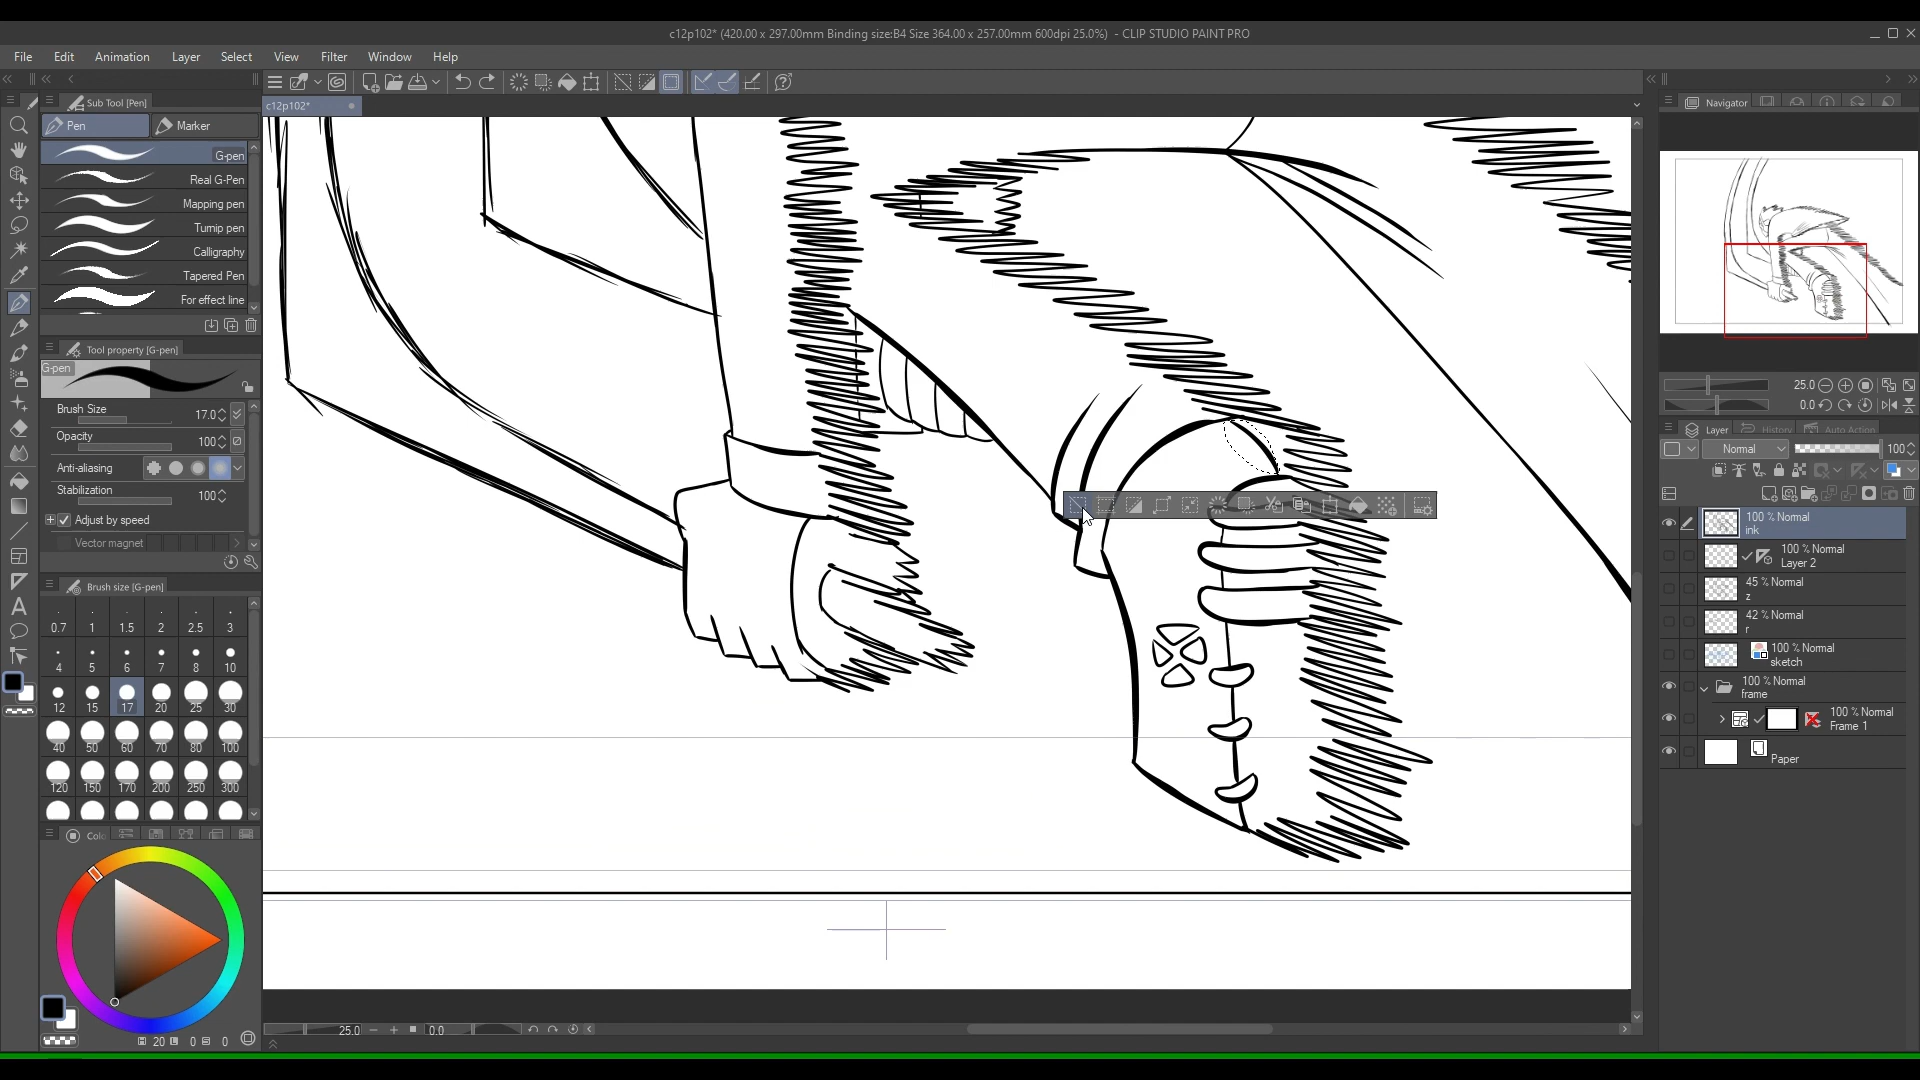 c12p102* (420.00 x 297.00mm Binding size:B4 Size 364.00 x 257.00mm 600dpi 25.0%) - CLIP STUDIO PAINT PRO
File Edit Animation Layer Select View Filter Window Help
Sub Tool [Pen]
c12p102*
Navigator
Pen Marker
G-pen
Real G-Pen
Mapping pen
Turnip pen
Calligraphy
Tapered Pen
For effect line
Tool property [G-pen]
G-pen
Brush Size 17.0
Opacity 100
Anti-aliasing
Stabilization 100
Adjust by speed
Vector magnet
Brush size [G-pen]
0.7 1 1.5 2 2.5 3
4 5 6 7 8 10
12 15 17 20 25 30
40 50 60 70 80 100
120 150 170 200 250 300
Colo
H 20 L 0 S 0
25.0 0.0
25.0
0.0
Layer History Auto Action
Normal 100
100 % Normal
ink
100 % Normal
Layer 2
45 % Normal
z
42 % Normal
r
100 % Normal
sketch
100 % Normal
frame
100 % Normal
Frame 1
Paper
A